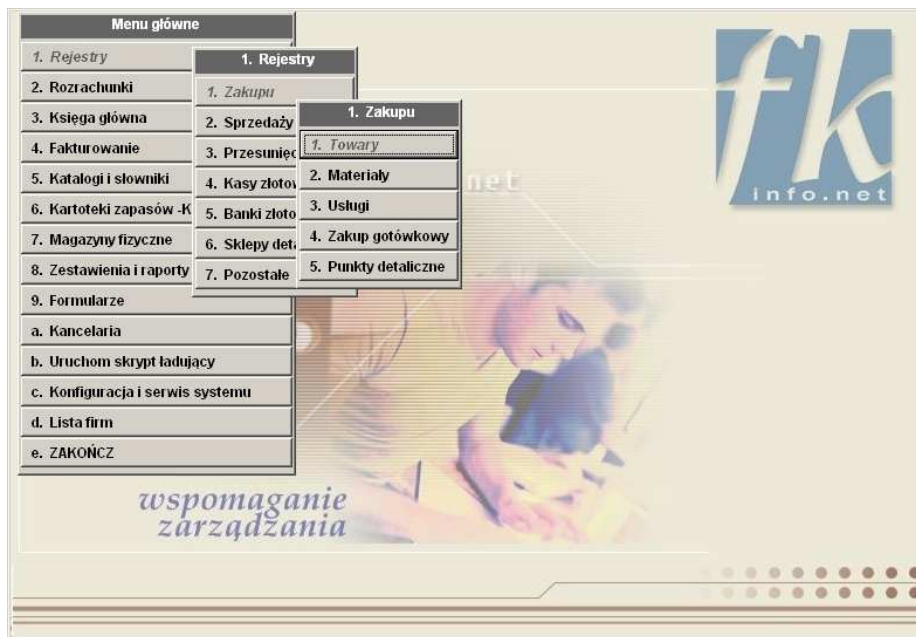 Menu główne
1. Rejestry
2. Rozrachunki
3. Księga główna
4. Fakturowanie
5. Katalogi i słowniki
6. Kartoteki zapasów -K
7. Magazyny fizyczne
8. Zestawienia i raporty
9. Formularze
a. Kancelaria
b. Uruchom skrypt ładujący
c. Konfiguracja i serwis systemu
d. Lista firm
e. ZAKOŃCZ
1. Rejestry
1. Zakupu
2. Sprzedaży
3. Przesunięc
4. Kasy złotow
5. Banki złoto
6. Sklepy deta
7. Pozostałe
1. Zakupu
1. Towary
2. Materiały
3. Usługi
4. Zakup gotówkowy
5. Punkty detaliczne
net
fk
info.net
wspomaganie
zarządzania